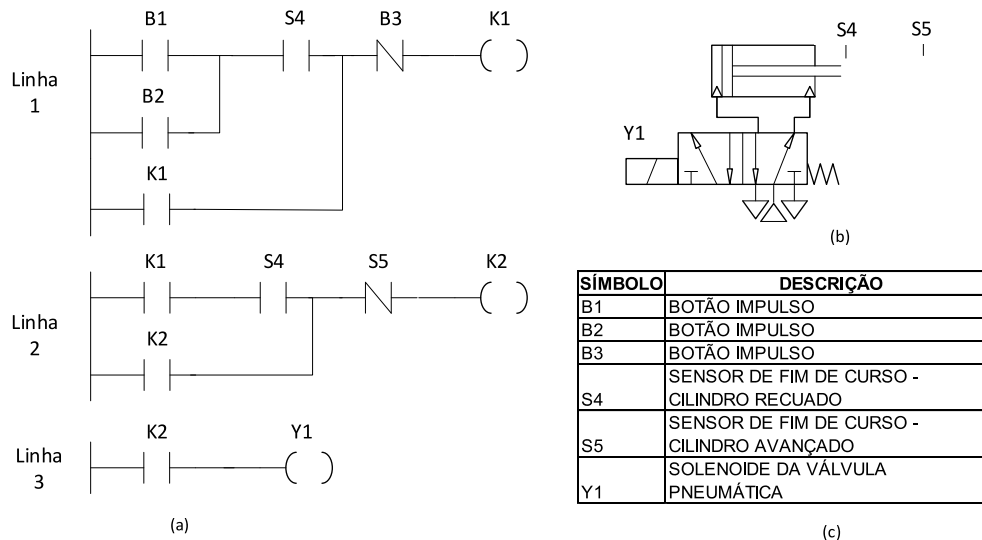 B1 S4 B3 K1
Linha
1
B2
K1
K1 S4 S5 K2
Linha
2
K2
K2 Y1
Linha
3
(a)
S4 S5
Y1
(b)
SÍMBOLO DESCRIÇÃO
B1 BOTÃO IMPULSO
B2 BOTÃO IMPULSO
B3 BOTÃO IMPULSO
SENSOR DE FIM DE CURSO -
S4 CILINDRO RECUADO
SENSOR DE FIM DE CURSO -
S5 CILINDRO AVANÇADO
SOLENOIDE DA VÁLVULA
Y1 PNEUMÁTICA
(c)